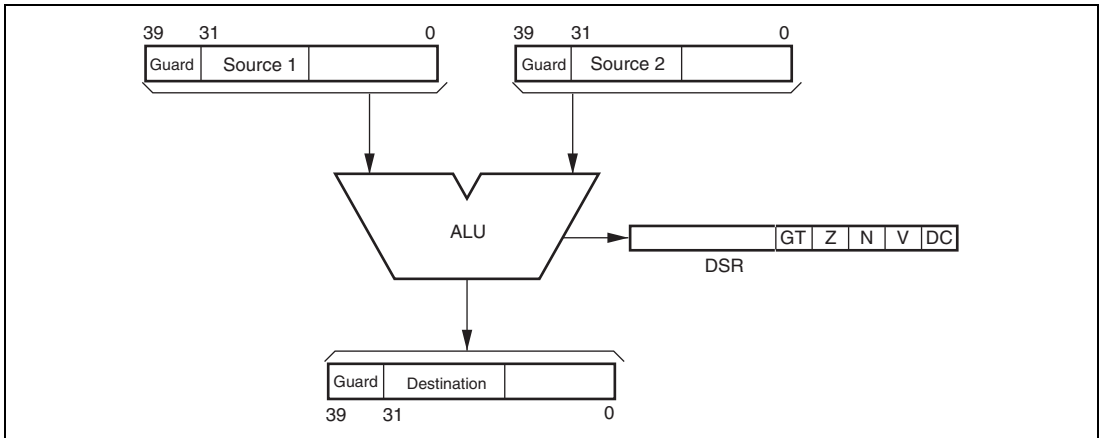 39 31 0
39 31 0
Guard Source 1
Guard Source 2
ALU
GT Z N V DC
DSR
Guard Destination
39 31 0